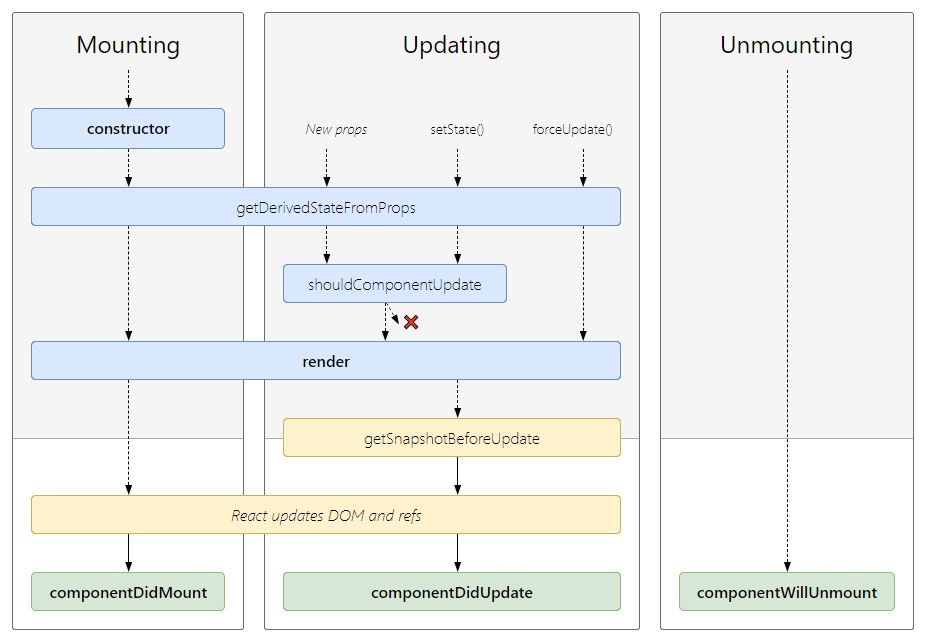 Mounting
Updating
Unmounting
constructor
New props
setState()
forceUpdate()
getDerivedStateFromProps
shouldComponentUpdate
render
getSnapshotBeforeUpdate
React updates DOM and refs
componentDidMount
componentDidUpdate
componentWillUnmount